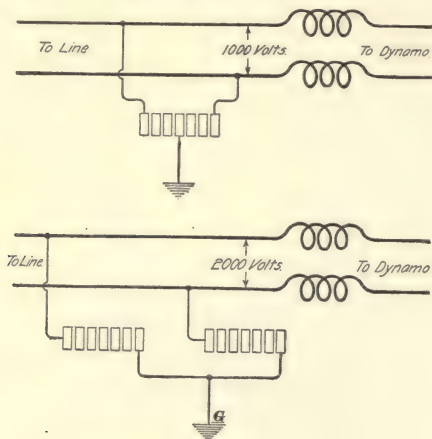 To Line
1000 Volts.
To Dynamo
To Line
2000 Volts.
To Dynamo
G